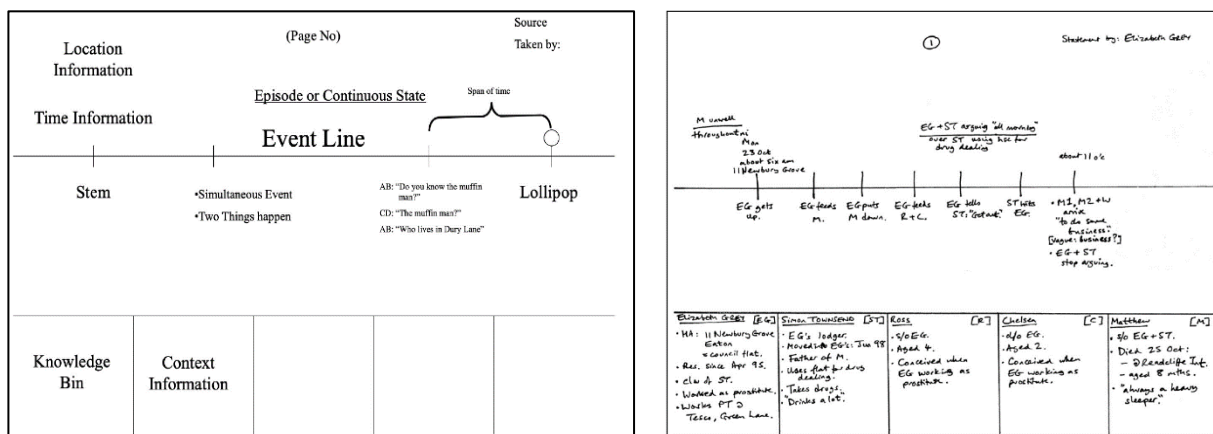 Location
Information
(Page No)
Source
Taken by:
Time Information
Episode or Continuous State
Span of time
Event Line
Stem
•Simultaneous Event
•Two Things happen
AB: “Do you know the muffin
man?”
CD: “The muffin man?”
AB: “Who lives in Dury Lane”
Lollipop
Knowledge
Bin
Context
Information
1
Statement by: Elizabeth GREY
M unwell
throughout
Mon
23 Oct
about six am
11 Newbury Grove
EG + ST arguing "all morning"
over ST using hse for
drug dealing
about 11 o'c
EG gets
up.
EG feeds
M.
EG puts
M down.
EG feeds
R + C.
EG tells
ST: "Get out".
ST hits
EG.
• M1, M2 + W
arrive
"to do some
business."
[vague: business?]
• EG + ST
stop arguing.
Elizabeth GREY [EG]
• HA: 11 Newbury Grove
Eaton
= council flat.
• Res. since Apr 95.
• of ST.
• Worked as prostitute.
• Works PT @
Tesco, Green Lane.
Simon TOWNSEND [ST]
• EG's lodger.
• Moved into EG's: Jun 98
• Father of M.
• Uses flat for drug
dealing.
• Takes drugs.
• "Drinks a lot".
Ross [R]
• s/o EG.
• Aged 4.
• Conceived when
EG working as
prostitute.
Chelsea [C]
• d/o EG.
• Aged 2.
• Conceived when
EG working as
prostitute.
Matthew [M]
• s/o EG + ST.
• Died 25 Oct:
- @ Readcliffe Inf.
- aged 8 mths.
• "always a heavy
sleeper."